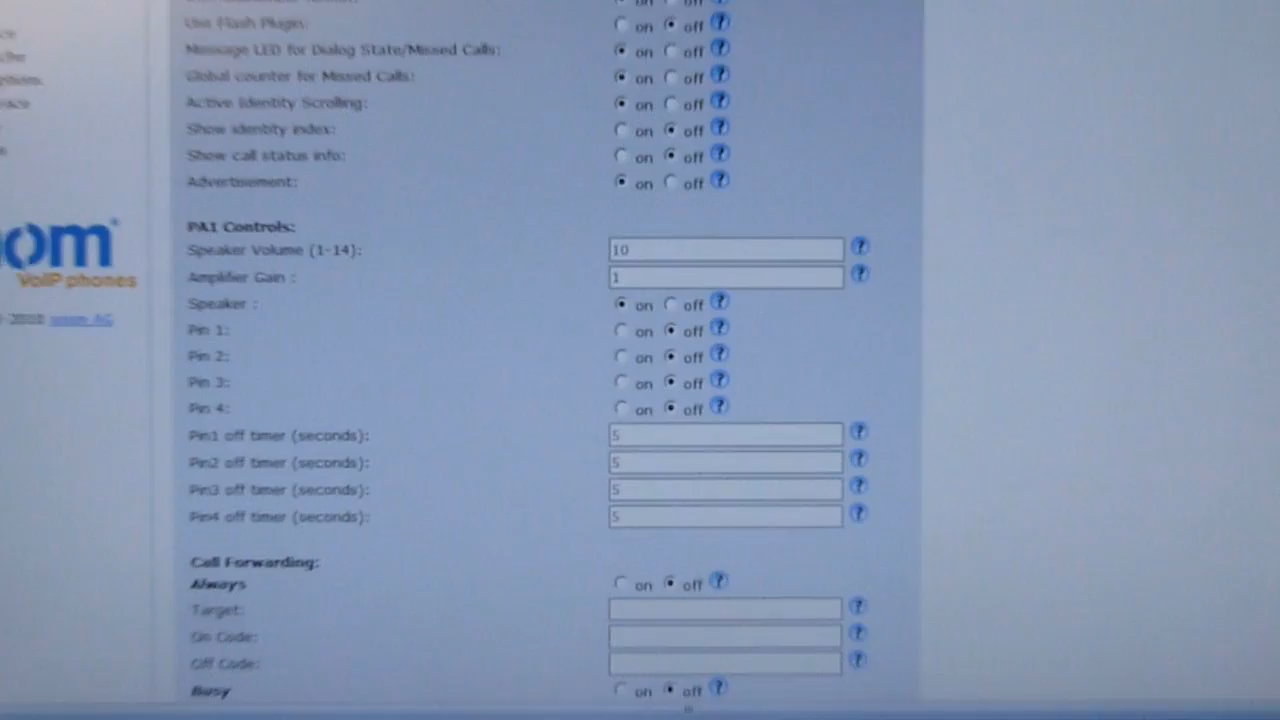 Use Flash Plugin: on off ?
Message LED for Dialog State/Missed Calls: on off ?
Global counter for Missed Calls: on off ?
Active Identity Scrolling: on off ?
Show identity index: on off ?
Show call status info: on off ?
Advertisement: on off ?
om®
VoIP phones
snom AG
PA1 Controls:
Speaker Volume (1-14): 10 ?
Amplifier Gain : 1 ?
Speaker : on off ?
Pin 1: on off ?
Pin 2: on off ?
Pin 3: on off ?
Pin 4: on off ?
Pin1 off timer (seconds): 5 ?
Pin2 off timer (seconds): 5 ?
Pin3 off timer (seconds): 5 ?
Pin4 off timer (seconds): 5 ?
Call Forwarding:
Always on off ?
Target: ?
On Code: ?
Off Code: ?
Busy on off ?